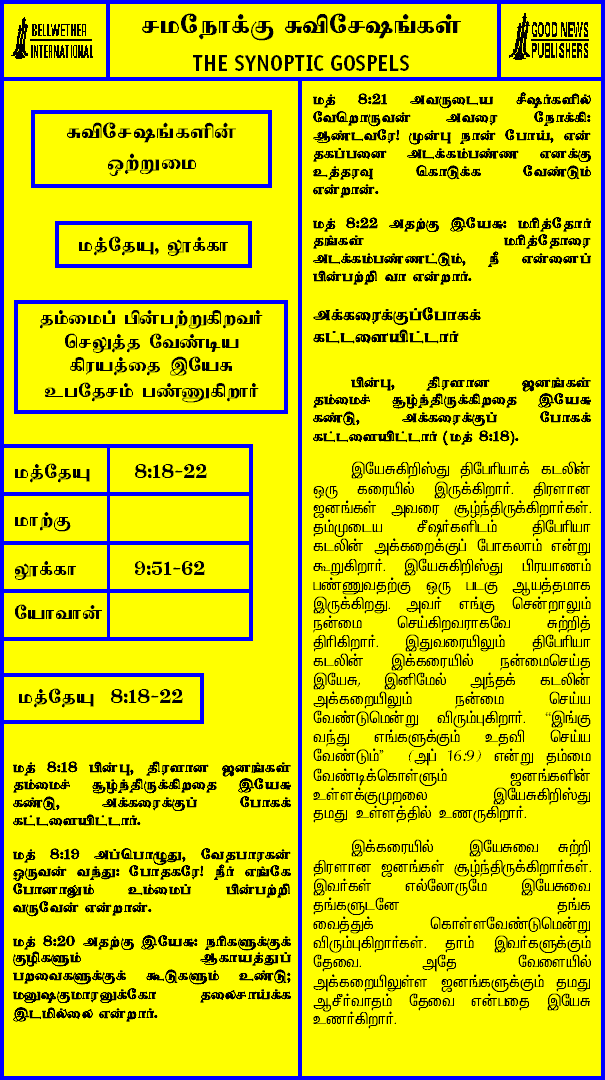 BELLWETHER
INTERNATIONAL
சமநோக்கு சுவிசேஷங்கள்
THE SYNOPTIC GOSPELS
GOOD NEWS
PUBLISHERS
சுவிசேஷங்களின்
ஒற்றுமை
மத்தேயு, லூக்கா
தம்மைப் பின்பற்றுகிறவர்
செலுத்த வேண்டிய
கிரயத்தை இயேசு
உபதேசம் பண்ணுகிறார்
மத்தேயு 8:18-22
மாற்கு
லூக்கா 9:51-62
யோவான்
மத்தேயு 8:18-22
மத் 8:18 பின்பு, திரளான ஜனங்கள்
தம்மைச் சூழ்ந்திருக்கிறதை இயேசு
கண்டு, அக்கரைக்குப் போகக்
கட்டளையிட்டார்.
மத் 8:19 அப்பொழுது, வேதபாரகன்
ஒருவன் வந்து: போதகரே! நீர் எங்கே
போனாலும் உம்மைப் பின்பற்றி
வருவேன் என்றான்.
மத் 8:20 அதற்கு இயேசு: நரிகளுக்குக்
குழிகளும் ஆகாயத்துப்
பறவைகளுக்குக் கூடுகளும் உண்டு;
மனுஷகுமாரனுக்கோ தலைசாய்க்க
இடமில்லை என்றார்.
மத் 8:21 அவருடைய சீஷர்களில்
வேறொருவன் அவரை நோக்கி:
ஆண்டவரே! முன்பு நான் போய், என்
தகப்பனை அடக்கம்பண்ண எனக்கு
உத்தரவு கொடுக்க வேண்டும்
என்றான்.
மத் 8:22 அதற்கு இயேசு: மரித்தோர்
தங்கள் மரித்தோரை
அடக்கம்பண்ணட்டும், நீ என்னைப்
பின்பற்றி வா என்றார்.
அக்கரைக்குப்போகக்
கட்டளையிட்டார்
பின்பு, திரளான ஜனங்கள்
தம்மைச் சூழ்ந்திருக்கிறதை இயேசு
கண்டு, அக்கரைக்குப் போகக்
கட்டளையிட்டார் (மத் 8:18).
இயேசுகிறிஸ்து திபேரியாக் கடலின்
ஒரு கரையில் இருக்கிறார். திரளான
ஜனங்கள் அவரை சூழ்ந்திருக்கிறார்கள்.
தம்முடைய சீஷர்களிடம் திபேரியா
கடலின் அக்கறைக்குப் போகலாம் என்று
கூறுகிறார். இயேசுகிறிஸ்து பிரயாணம்
பண்ணுவதற்கு ஒரு படகு ஆயத்தமாக
இருக்கிறது. அவர் எங்கு சென்றாலும்
நன்மை செய்கிறவராகவே சுற்றித்
திரிகிறார். இதுவரையிலும் திபேரியா
கடலின் இக்கரையில் நன்மைசெய்த
இயேசு, இனிமேல் அந்தக் கடலின்
அக்கறையிலும் நன்மை செய்ய
வேண்டுமென்று விரும்புகிறார். “இங்கு
வந்து எங்களுக்கும் உதவி செய்ய
வேண்டும்” (அப் 16:9) என்று தம்மை
வேண்டிக்கொள்ளும் ஜனங்களின்
உள்ளக்குமுறலை இயேசுகிறிஸ்து
தமது உள்ளத்தில் உணருகிறார்.
இக்கரையில் இயேசுவை சுற்றி
திரளான ஜனங்கள் சூழ்ந்திருக்கிறார்கள்.
இவர்கள் எல்லோருமே இயேசுவை
தங்களுடனே தங்க
வைத்துக் கொள்ளவேண்டுமென்று
விரும்புகிறார்கள். தாம் இவர்களுக்கும்
தேவை. அதே வேளையில்
அக்கறையிலுள்ள ஜனங்களுக்கும் தமது
ஆசீர்வாதம் தேவை என்பதை இயேசு
உணர்கிறார்.